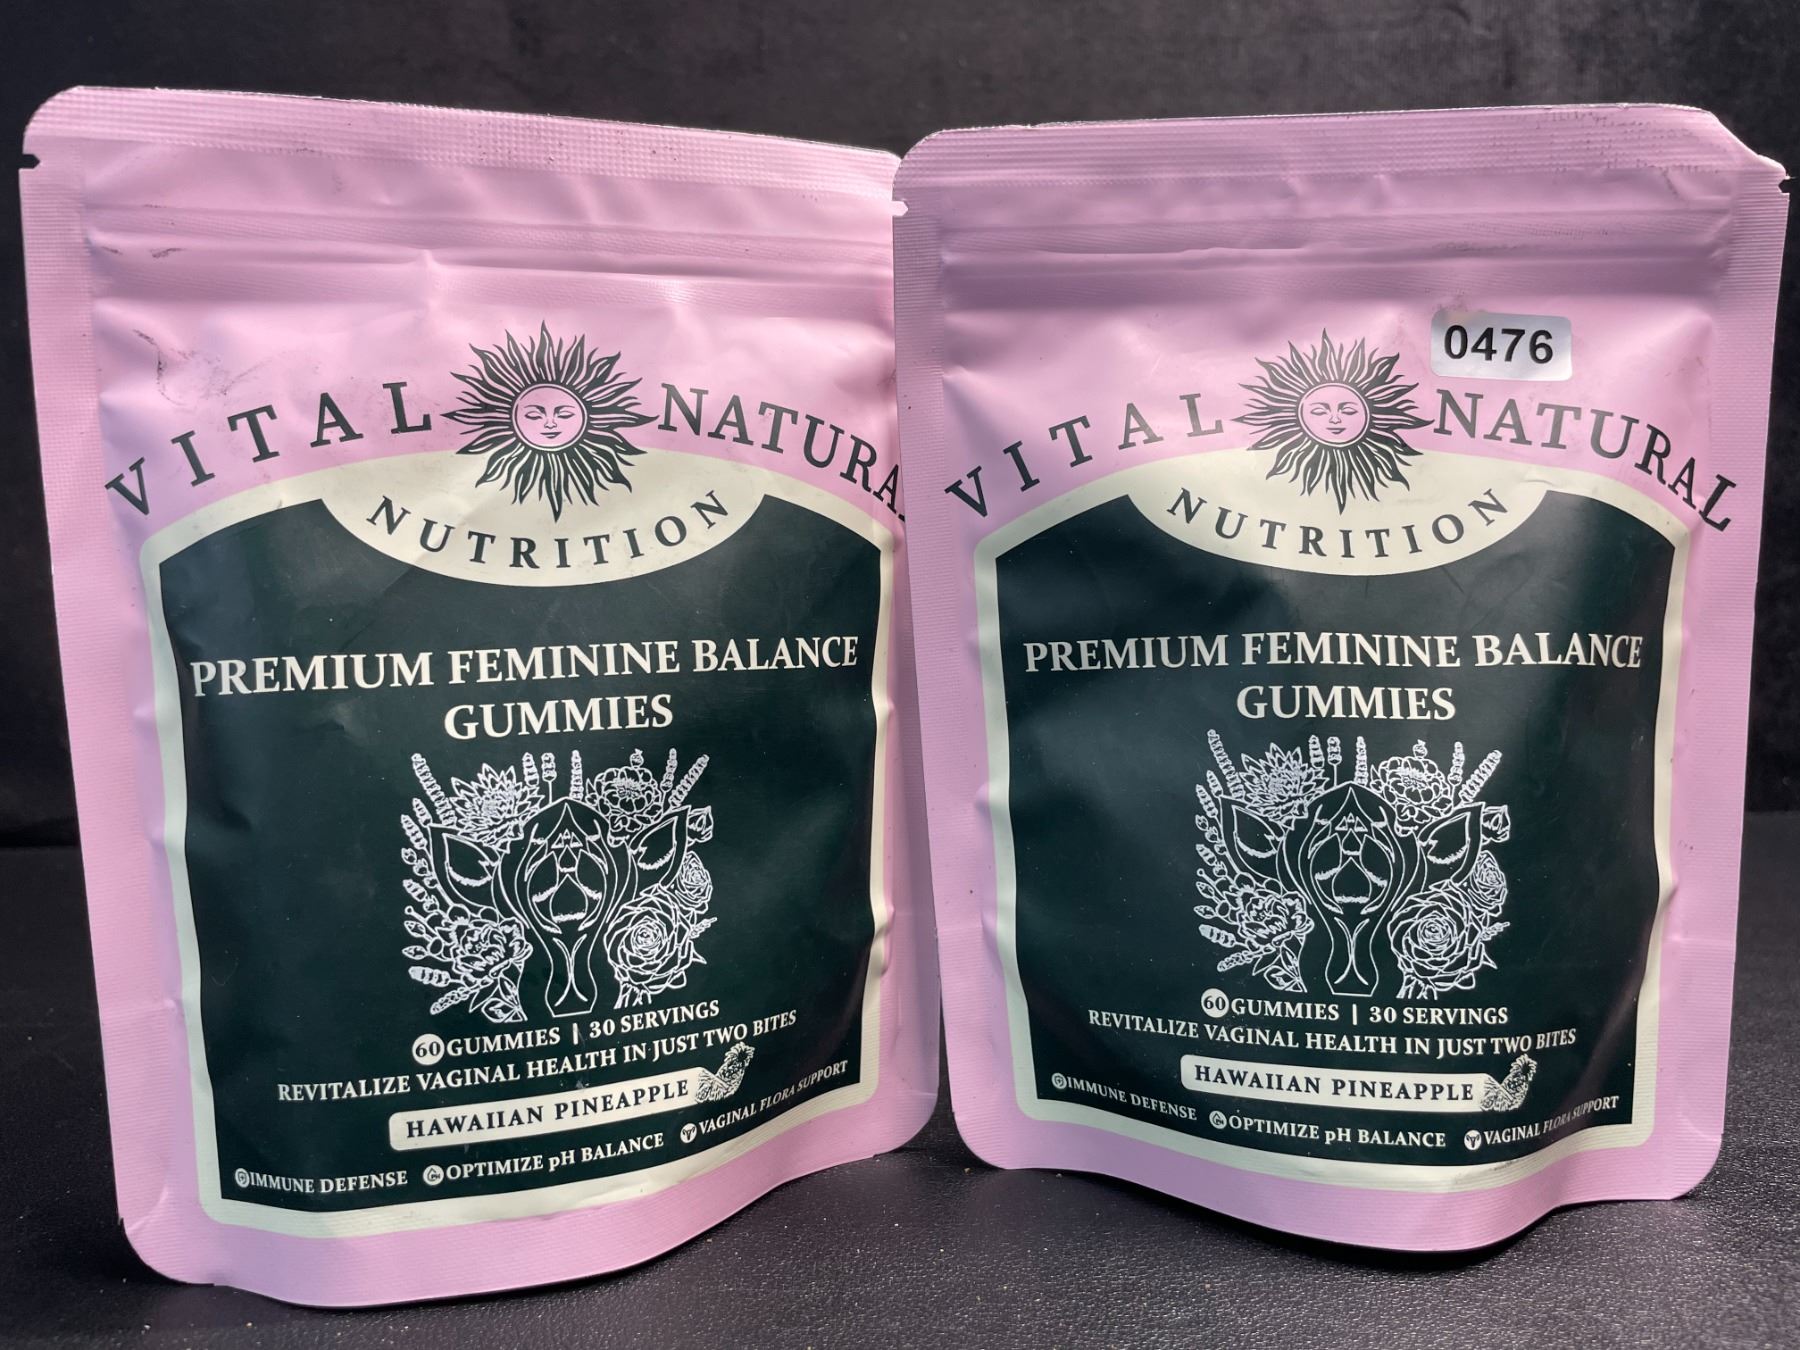 VITAL NATURA
NUTRITION
PREMIUM FEMININE BALANCE
GUMMIES
60 GUMMIES | 30 SERVINGS
REVITALIZE VAGINAL HEALTH IN JUST TWO BITES
HAWAIIAN PINEAPPLE
IMMUNE DEFENSE OPTIMIZE pH BALANCE VAGINAL FLORA SUPPORT
0476
VITAL NATURAL
NUTRITION
PREMIUM FEMININE BALANCE
GUMMIES
60 GUMMIES | 30 SERVINGS
REVITALIZE VAGINAL HEALTH IN JUST TWO BITES
HAWAIIAN PINEAPPLE
IMMUNE DEFENSE OPTIMIZE pH BALANCE VAGINAL FLORA SUPPORT